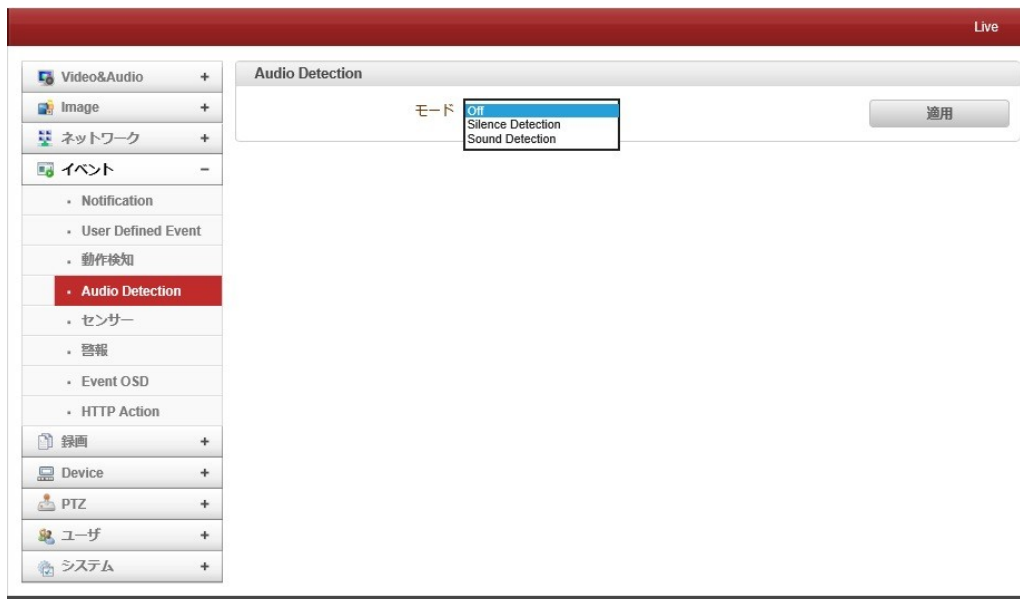 Live
Video&Audio +
Image +
ネットワーク +
イベント −
Notification
User Defined Event
動作検知
Audio Detection
センサー
警報
Event OSD
HTTP Action
録画 +
Device +
PTZ +
ユーザ +
システム +
Audio Detection
モード Off
Silence Detection
Sound Detection
適用